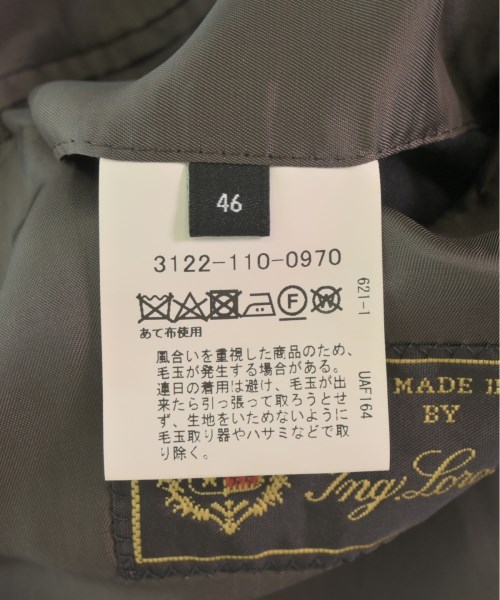 46
3122-110-0970
F W
あて布使用
風合いを重視した商品のため、
毛玉が発生する場合がある。
連日の着用は避け、毛玉が出
来たら引っ張って取ろうとせ
ず、生地をいためないように
毛玉取り器やハサミなどで取
り除く。
621-1
UAF164
MADE I
BY
Ing Loro